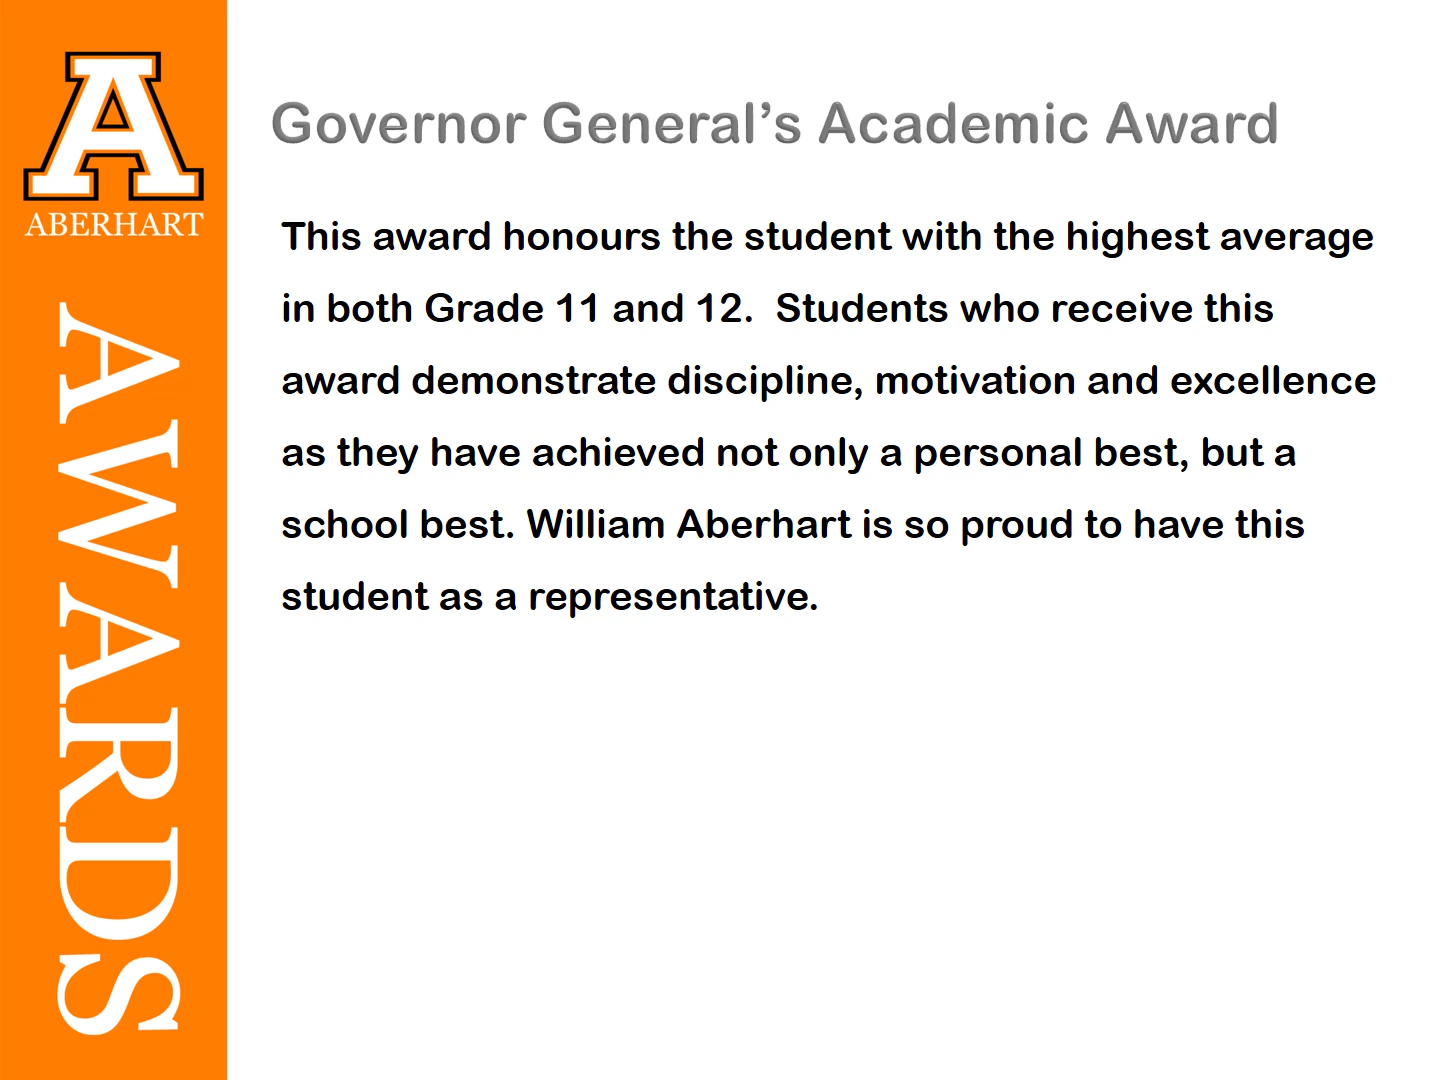 A
ABERHART
AWARDS
Governor General’s Academic Award
This award honours the student with the highest average
in both Grade 11 and 12.  Students who receive this
award demonstrate discipline, motivation and excellence
as they have achieved not only a personal best, but a
school best. William Aberhart is so proud to have this
student as a representative.